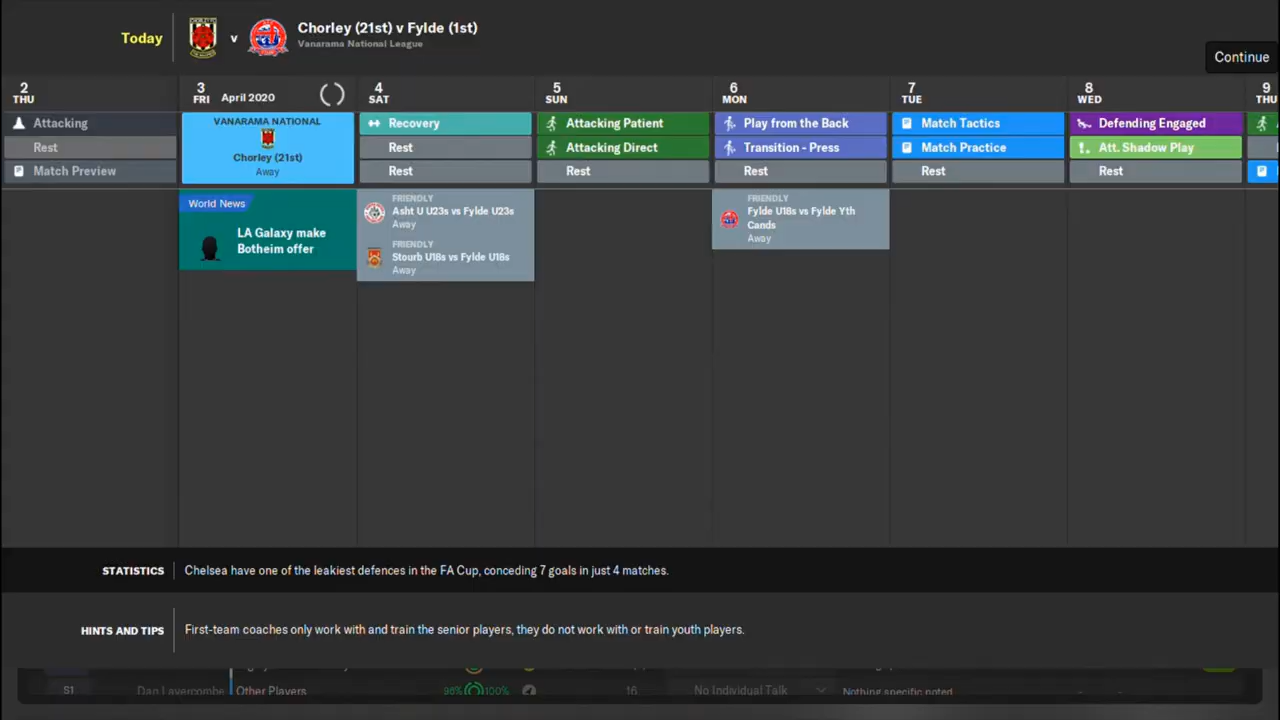 Today
v
Chorley (21st) v Fylde (1st)
Vanarama National League
Continue
2
THU
3
FRI
April 2020
4
SAT
5
SUN
6
MON
7
TUE
8
WED
9
THU
Attacking
Rest
Match Preview
VANARAMA NATIONAL
Chorley (21st)
Away
Recovery
Rest
Rest
Attacking Patient
Attacking Direct
Rest
Play from the Back
Transition - Press
Rest
Match Tactics
Match Practice
Rest
Defending Engaged
Att. Shadow Play
Rest
World News
LA Galaxy make
Botheim offer
FRIENDLY
Asht U U23s vs Fylde U23s
Away
FRIENDLY
Stourb U18s vs Fylde U18s
Away
FRIENDLY
Fylde U18s vs Fylde Yth
Cands
Away
STATISTICS
Chelsea have one of the leakiest defences in the FA Cup, conceding 7 goals in just 4 matches.
HINTS AND TIPS
First-team coaches only work with and train the senior players, they do not work with or train youth players.
S1
Dan Lavercombe
Other Players
98%
100%
16
No Individual Talk
Nothing specific noted